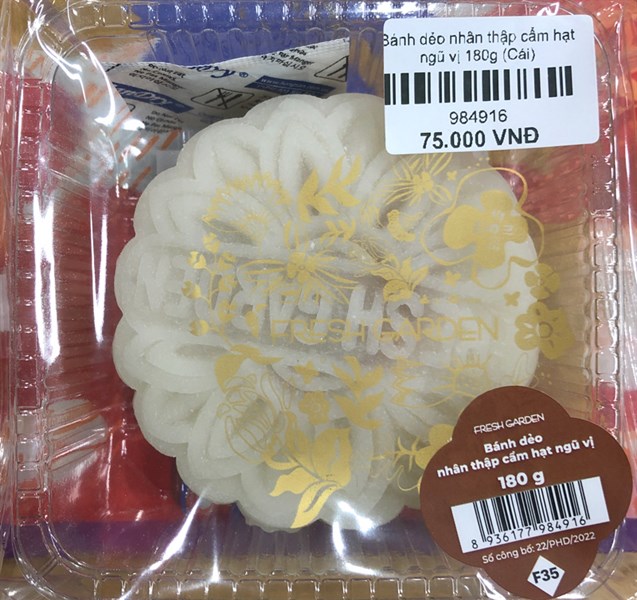 Bánh dẻo nhân thập cẩm hạt
ngũ vị 180g (Cái)
984916
75.000 VNĐ
FRESH GARDEN
FRESH GARDEN
Bánh dẻo
nhân thập cẩm hạt ngũ vị
180 g
8 936177 984916
Số công bố: 22/PHD/2022
F35